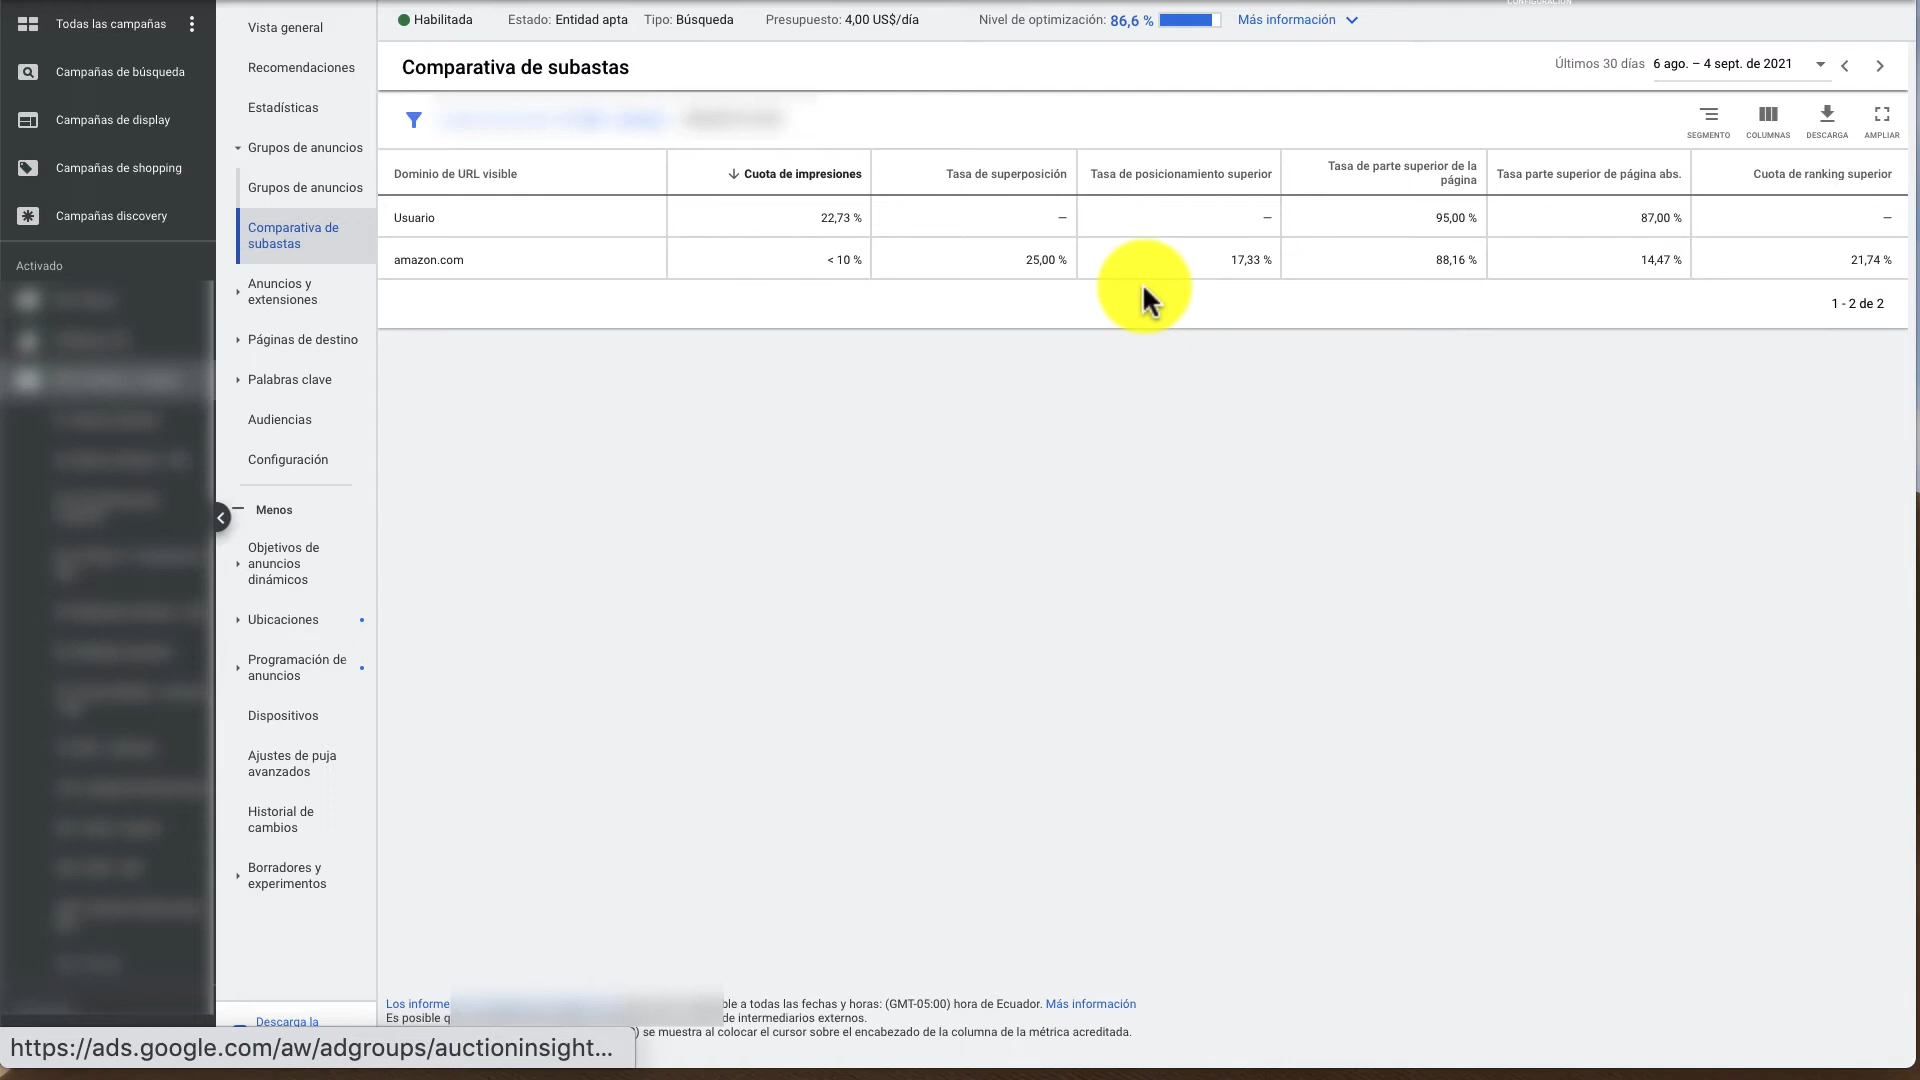 CONFIGURACIÓN
Todas las campañas
Campañas de búsqueda
Campañas de display
Campañas de shopping
Campañas discovery
Activado
Vista general
Recomendaciones
Estadísticas
Grupos de anuncios
Grupos de anuncios
Comparativa de
subastas
Anuncios y
extensiones
Páginas de destino
Palabras clave
Audiencias
Configuración
Menos
Objetivos de
anuncios
dinámicos
Ubicaciones
Programación de
anuncios
Dispositivos
Ajustes de puja
avanzados
Historial de
cambios
Borradores y
experimentos
Descarga la
Habilitada Estado: Entidad apta Tipo: Búsqueda Presupuesto: 4,00 US$/día Nivel de optimización: 86,6 % Más información
Comparativa de subastas Últimos 30 días 6 ago. – 4 sept. de 2021
SEGMENTO COLUMNAS DESCARGA AMPLIAR
Dominio de URL visible Cuota de impresiones Tasa de superposición Tasa de posicionamiento superior Tasa de parte superior de la página Tasa parte superior de página abs. Cuota de ranking superior
Usuario 22,73 % — — 95,00 % 87,00 % —
amazon.com < 10 % 25,00 % 17,33 % 88,16 % 14,47 % 21,74 %
1 - 2 de 2
Los informe ble a todas las fechas y horas: (GMT-05:00) hora de Ecuador. Más información
Es posible q de intermediarios externos.
) se muestra al colocar el cursor sobre el encabezado de la columna de la métrica acreditada.
https://ads.google.com/aw/adgroups/auctioninsight...